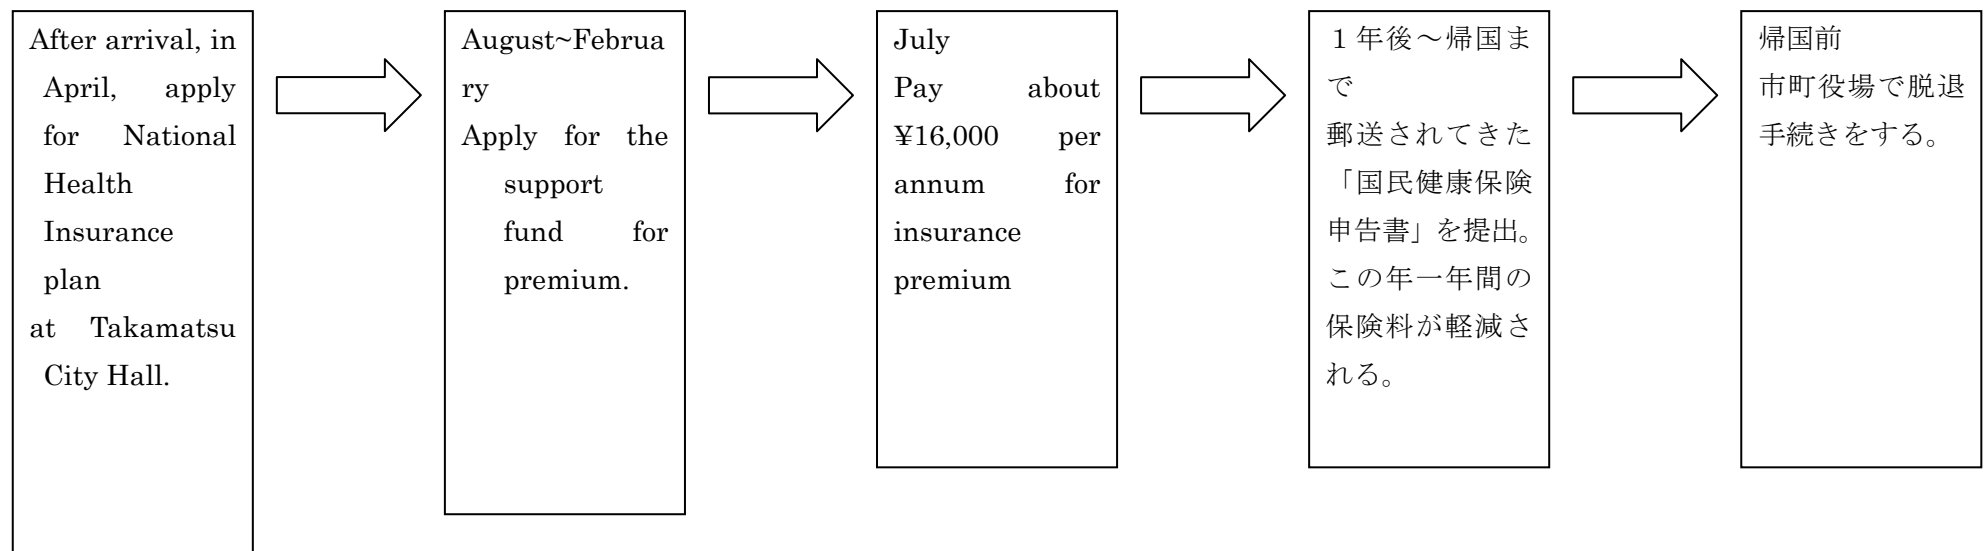 After arrival, in
April, apply
for National
Health
Insurance
plan
at Takamatsu
City Hall.
August~Februa
ry
Apply for the
support
fund for
premium.
July
Pay about
¥16,000 per
annum for
insurance
premium
１年後～帰国ま
で
郵送されてきた
「国民健康保険
申告書」を提出。
この年一年間の
保険料が軽減さ
れる。
帰国前
市町役場で脱退
手続きをする。